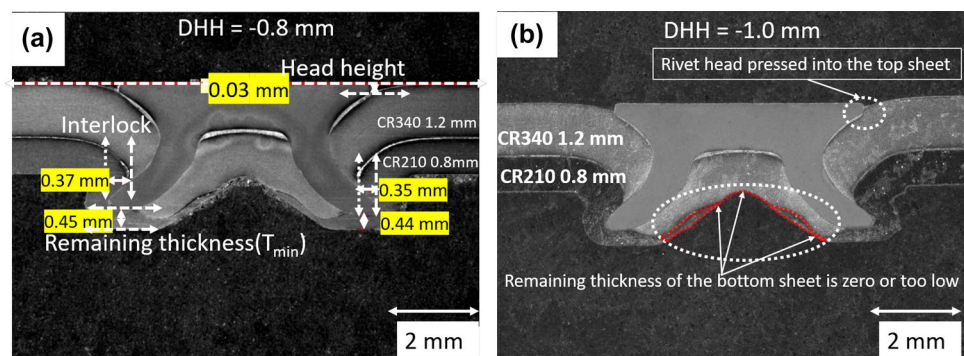 (a)
DHH = -0.8 mm
Head height
0.03 mm
Interlock
CR340 1.2 mm
CR210 0.8mm
0.37 mm
0.35 mm
0.45 mm
0.44 mm
Remaining thickness(Tmin)
2 mm
(b)
DHH = -1.0 mm
Rivet head pressed into the top sheet
CR340 1.2 mm
CR210 0.8 mm
Remaining thickness of the bottom sheet is zero or too low
2 mm